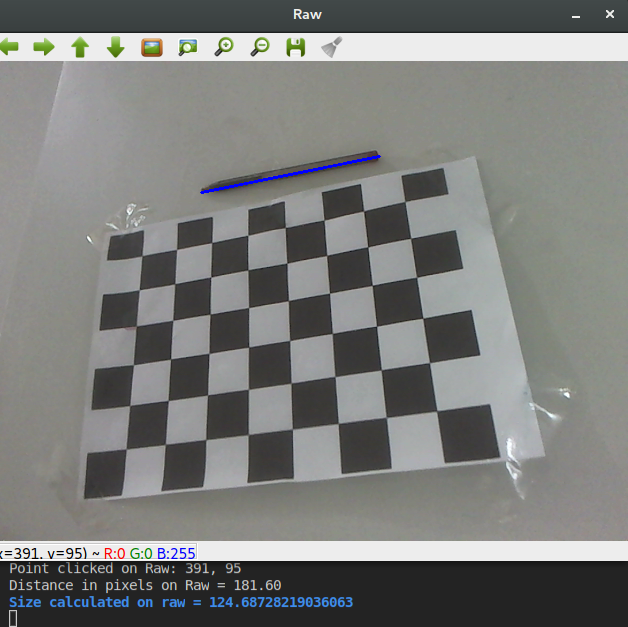 Raw
x=391, y=95) ~ R:0 G:0 B:255
Point clicked on Raw: 391, 95
Distance in pixels on Raw = 181.60
Size calculated on raw = 124.68728219036063